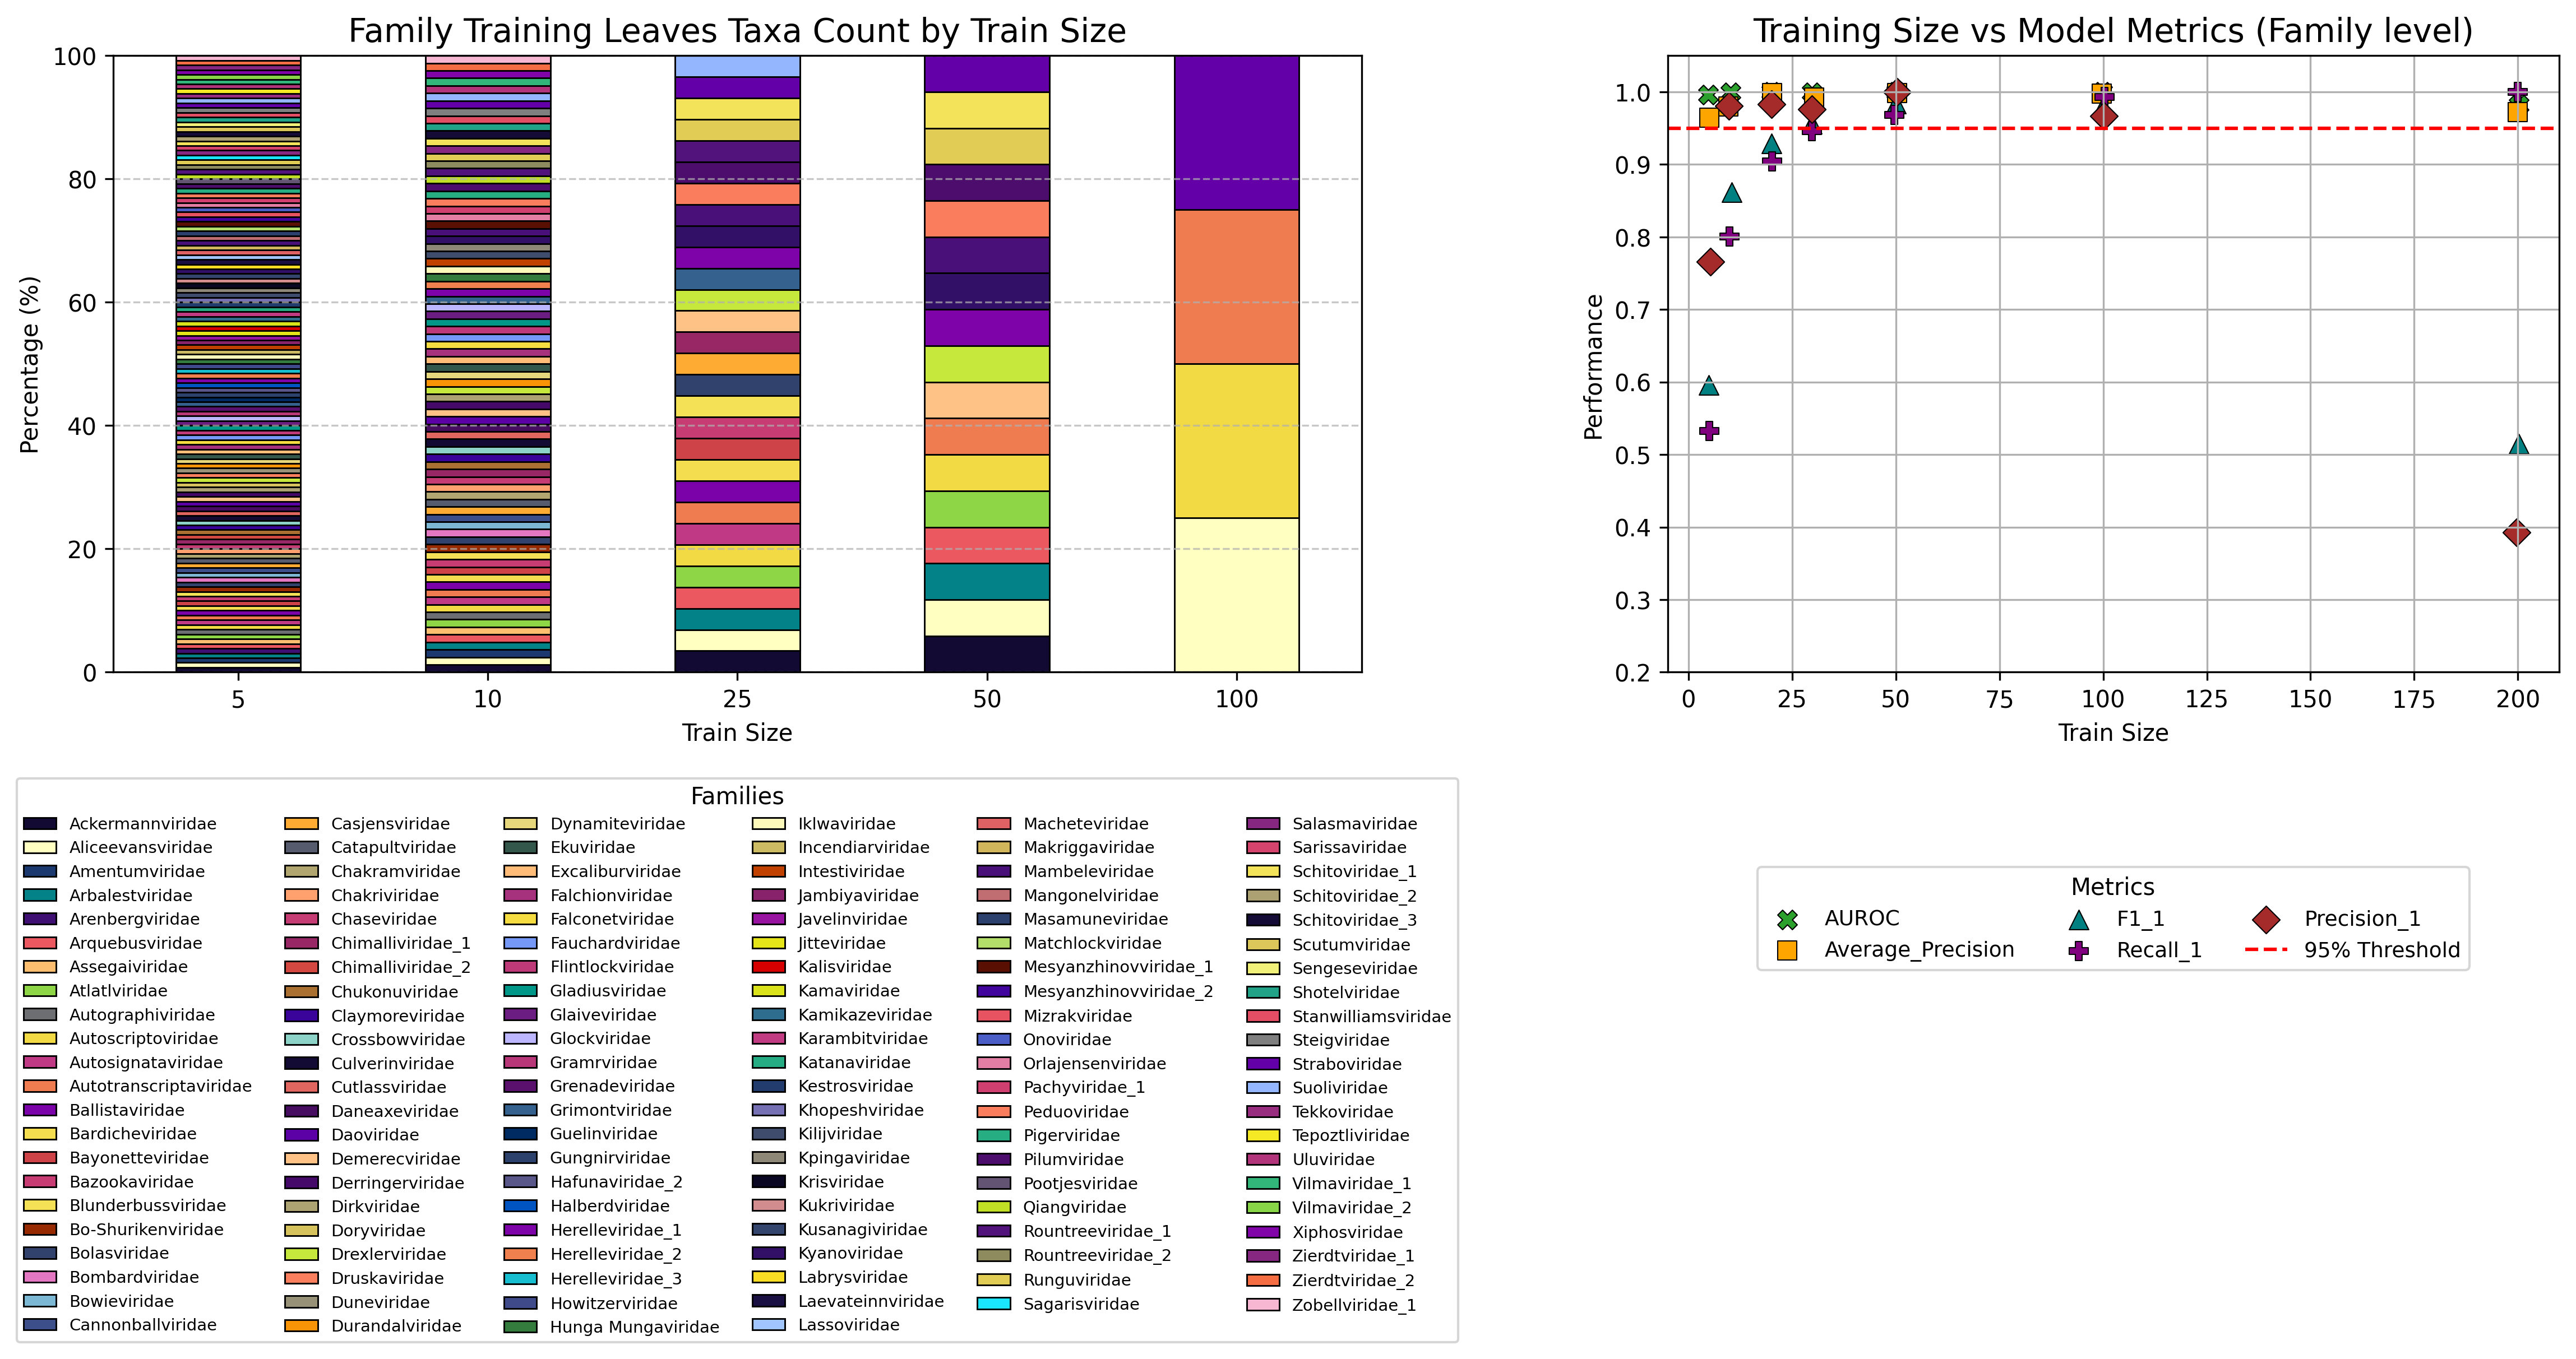 Family Training Leaves Taxa Count by Train Size
100
80
60
40
20
0
Percentage (%)
5 10 25 50 100
Train Size
Training Size vs Model Metrics (Family level)
1.0
0.9
0.8
0.7
0.6
0.5
0.4
0.3
0.2
Performance
0 25 50 75 100 125 150 175 200
Train Size
Families
Ackermannviridae
Aliceevansviridae
Amentumviridae
Arbalestviridae
Arenbergviridae
Arquebusviridae
Assegaiviridae
Atlatlviridae
Autographiviridae
Autoscriptoviridae
Autosignataviridae
Autotranscriptaviridae
Ballistaviridae
Bardicheviridae
Bayonetteviridae
Bazookaviridae
Blunderbussviridae
Bo-Shurikenviridae
Bolasviridae
Bombardviridae
Bowieviridae
Cannonballviridae
Casjensviridae
Catapultviridae
Chakramviridae
Chakriviridae
Chaseviridae
Chimalliviridae_1
Chimalliviridae_2
Chukonuviridae
Claymoreviridae
Crossbowviridae
Culverinviridae
Cutlassviridae
Daneaxeviridae
Daoviridae
Demerecviridae
Derringerviridae
Dirkviridae
Doryviridae
Drexlerviridae
Druskaviridae
Duneviridae
Durandalviridae
Dynamiteviridae
Ekuviridae
Excaliburviridae
Falchionviridae
Falconetviridae
Fauchardviridae
Flintlockviridae
Gladiusviridae
Glaiveviridae
Glockviridae
Gramrviridae
Grenadeviridae
Grimontviridae
Guelinviridae
Gungnirviridae
Hafunaviridae_2
Halberdviridae
Herelleviridae_1
Herelleviridae_2
Herelleviridae_3
Howitzerviridae
Hunga Mungaviridae
Iklwaviridae
Incendiarviridae
Intestiviridae
Jambiyaviridae
Javelinviridae
Jitteviridae
Kalisviridae
Kamaviridae
Kamikazeviridae
Karambitviridae
Katanaviridae
Kestrosviridae
Khopeshviridae
Kilijviridae
Kpingaviridae
Krisviridae
Kukriviridae
Kusanagiviridae
Kyanoviridae
Labrysviridae
Laevateinnviridae
Lassoviridae
Macheteviridae
Makriggaviridae
Mambeleviridae
Mangonelviridae
Masamuneviridae
Matchlockviridae
Mesyanzhinovviridae_1
Mesyanzhinovviridae_2
Mizrakviridae
Onoviridae
Orlajensenviridae
Pachyviridae_1
Peduoviridae
Pigerviridae
Pilumviridae
Pootjesviridae
Qiangviridae
Rountreeviridae_1
Rountreeviridae_2
Runguviridae
Sagarisviridae
Salasmaviridae
Sarissaviridae
Schitoviridae_1
Schitoviridae_2
Schitoviridae_3
Scutumviridae
Sengeseviridae
Shotelviridae
Stanwilliamsviridae
Steigviridae
Straboviridae
Suoliviridae
Tekkoviridae
Tepoztliviridae
Uluviridae
Vilmaviridae_1
Vilmaviridae_2
Xiphosviridae
Zierdtviridae_1
Zierdtviridae_2
Zobellviridae_1
Metrics
AUROC
Average_Precision
F1_1
Recall_1
Precision_1
95% Threshold